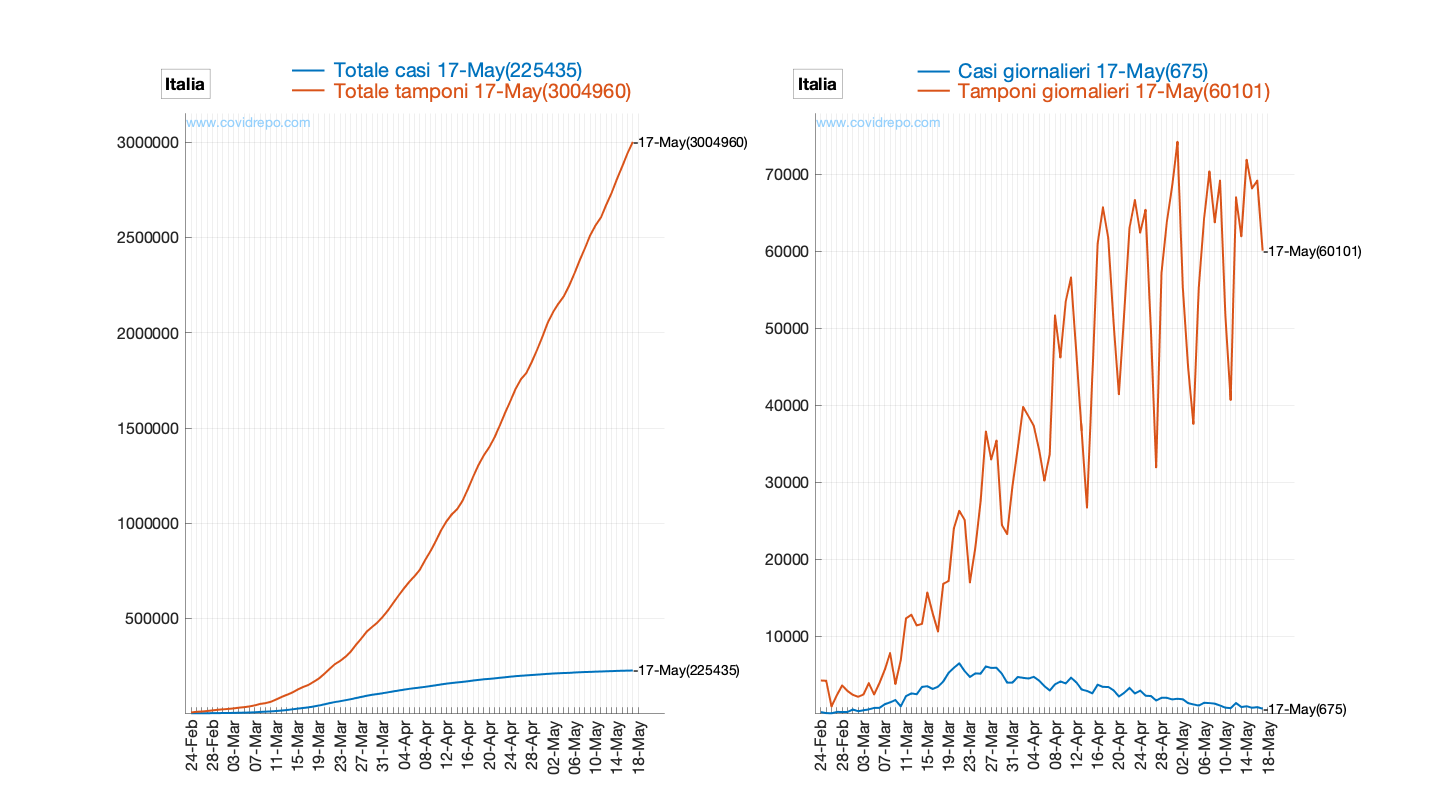 Italia
Totale casi 17-May(225435)
Totale tamponi 17-May(3004960)
www.covidrepo.com
3000000
2500000
2000000
1500000
1000000
500000
-17-May(3004960)
-17-May(225435)
24-Feb
28-Feb
03-Mar
07-Mar
11-Mar
15-Mar
19-Mar
23-Mar
27-Mar
31-Mar
04-Apr
08-Apr
12-Apr
16-Apr
20-Apr
24-Apr
28-Apr
02-May
06-May
10-May
14-May
18-May
Italia
Casi giornalieri 17-May(675)
Tamponi giornalieri 17-May(60101)
www.covidrepo.com
70000
60000
50000
40000
30000
20000
10000
-17-May(60101)
-17-May(675)
24-Feb
28-Feb
03-Mar
07-Mar
11-Mar
15-Mar
19-Mar
23-Mar
27-Mar
31-Mar
04-Apr
08-Apr
12-Apr
16-Apr
20-Apr
24-Apr
28-Apr
02-May
06-May
10-May
14-May
18-May